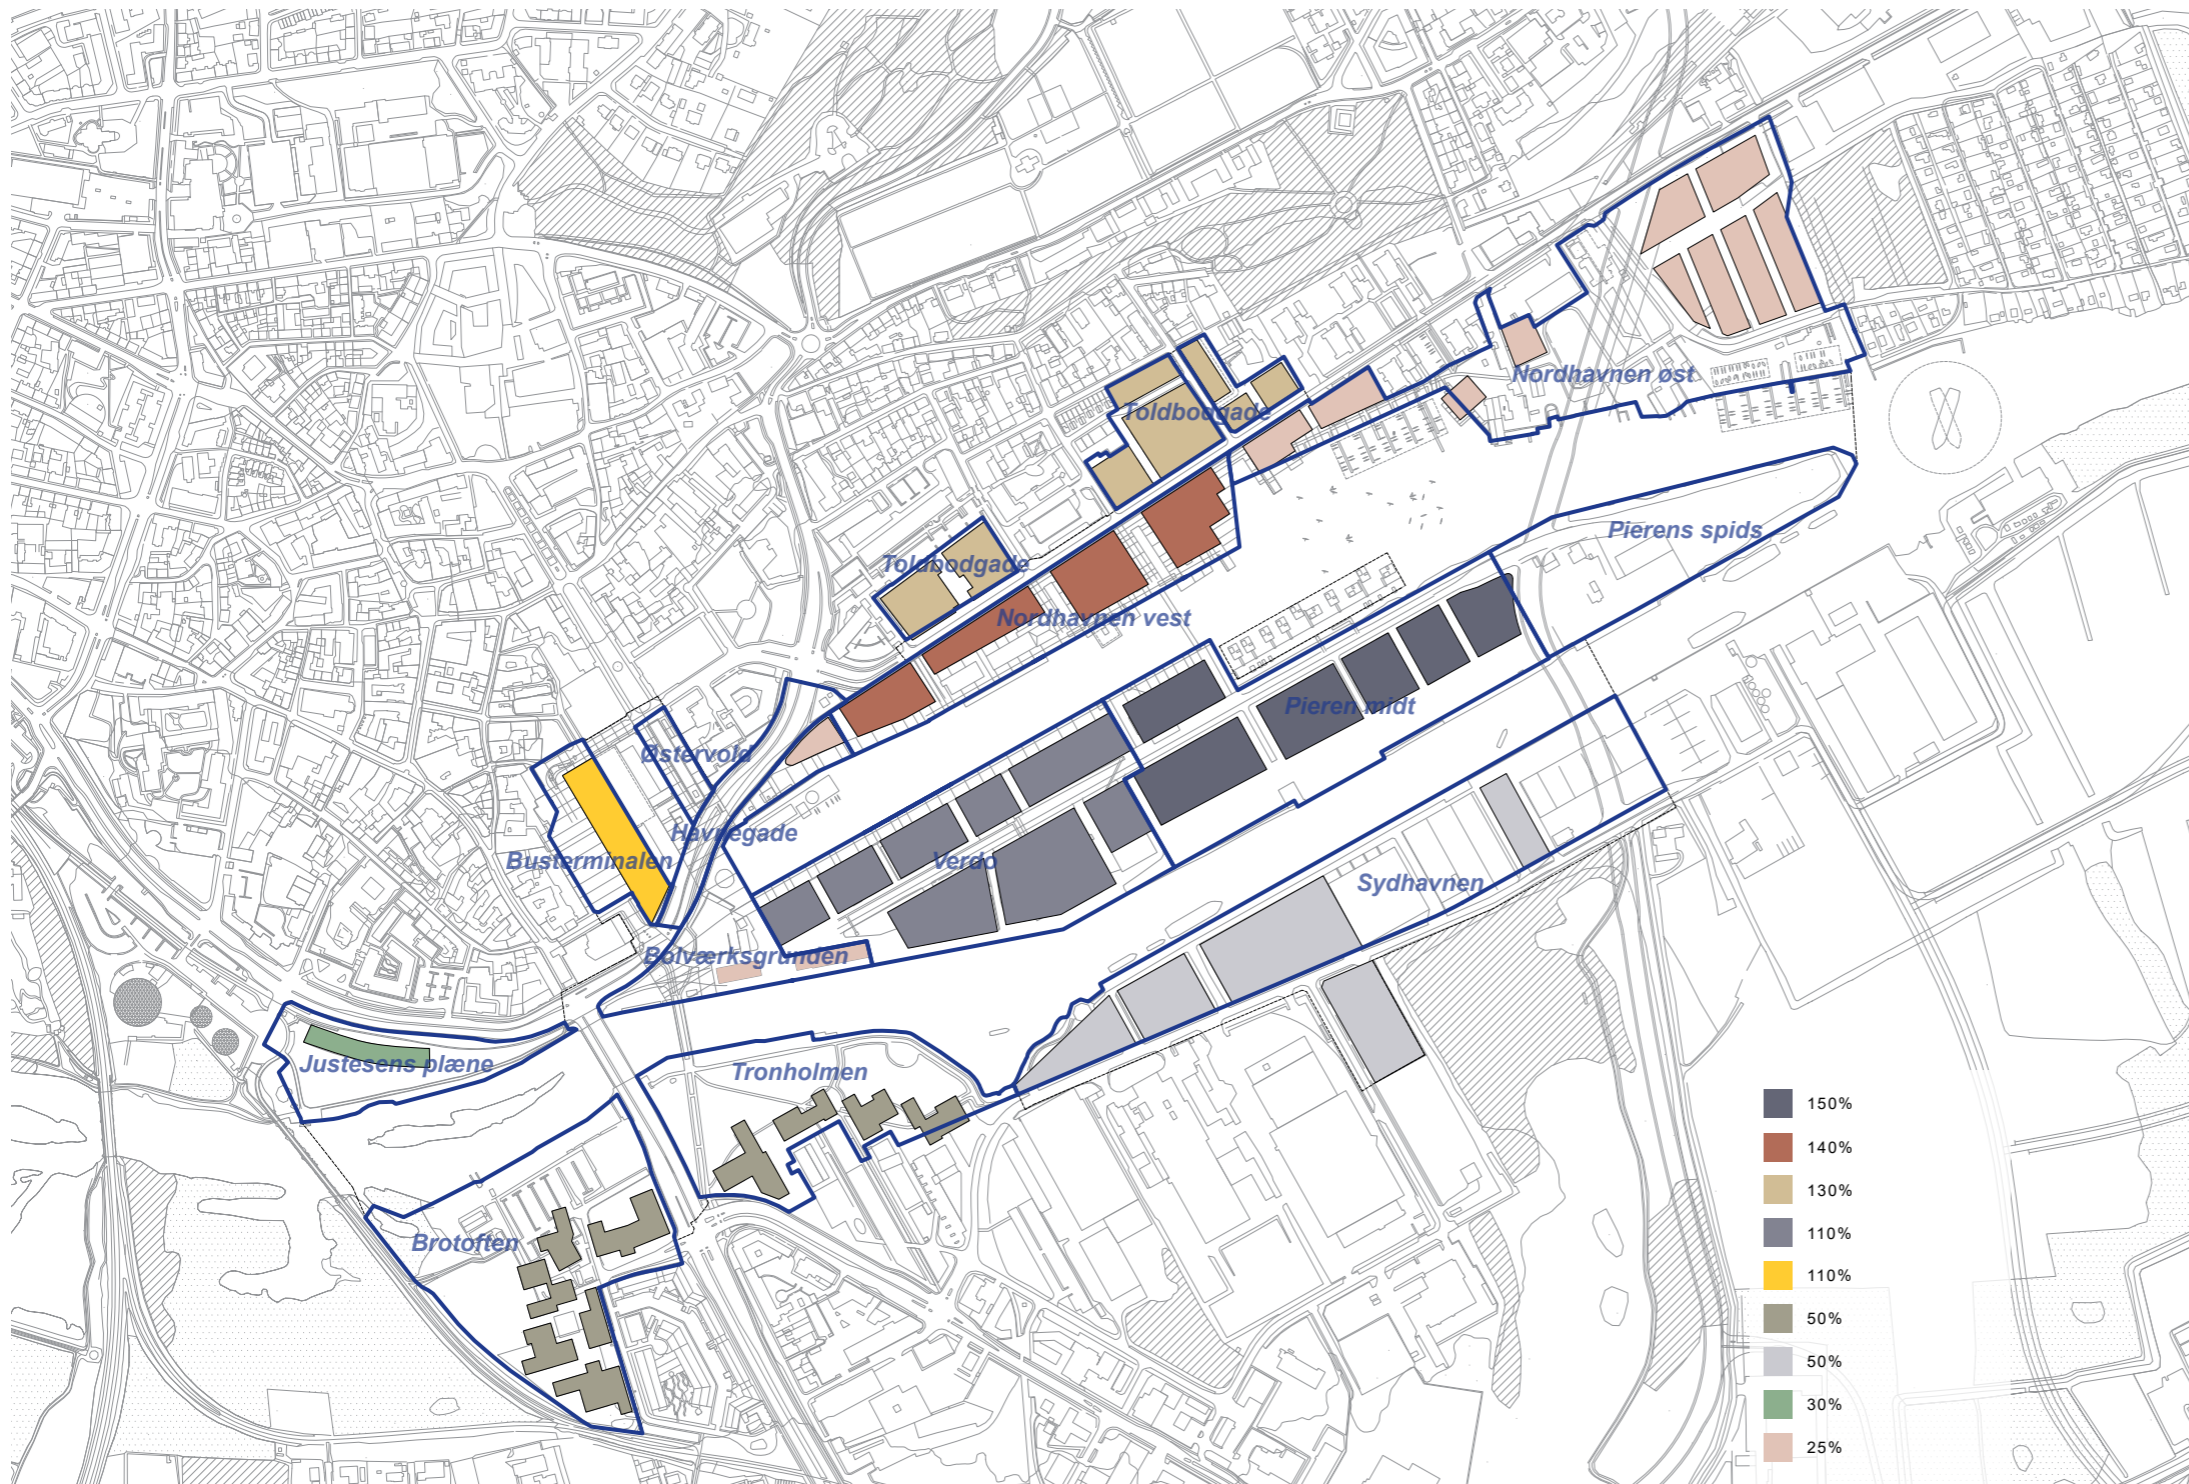 Nordhavnen øst
Toldbodgade
Pierens spids
Toldbodgade
Nordhavnen vest
Pieren midt
Østervold
Havnegade
Busterminalen
Verdo
Sydhavnen
Bolværksgrunden
Justesens plæne
Tronholmen
Brotoften
150%
140%
130%
110%
110%
50%
50%
30%
25%